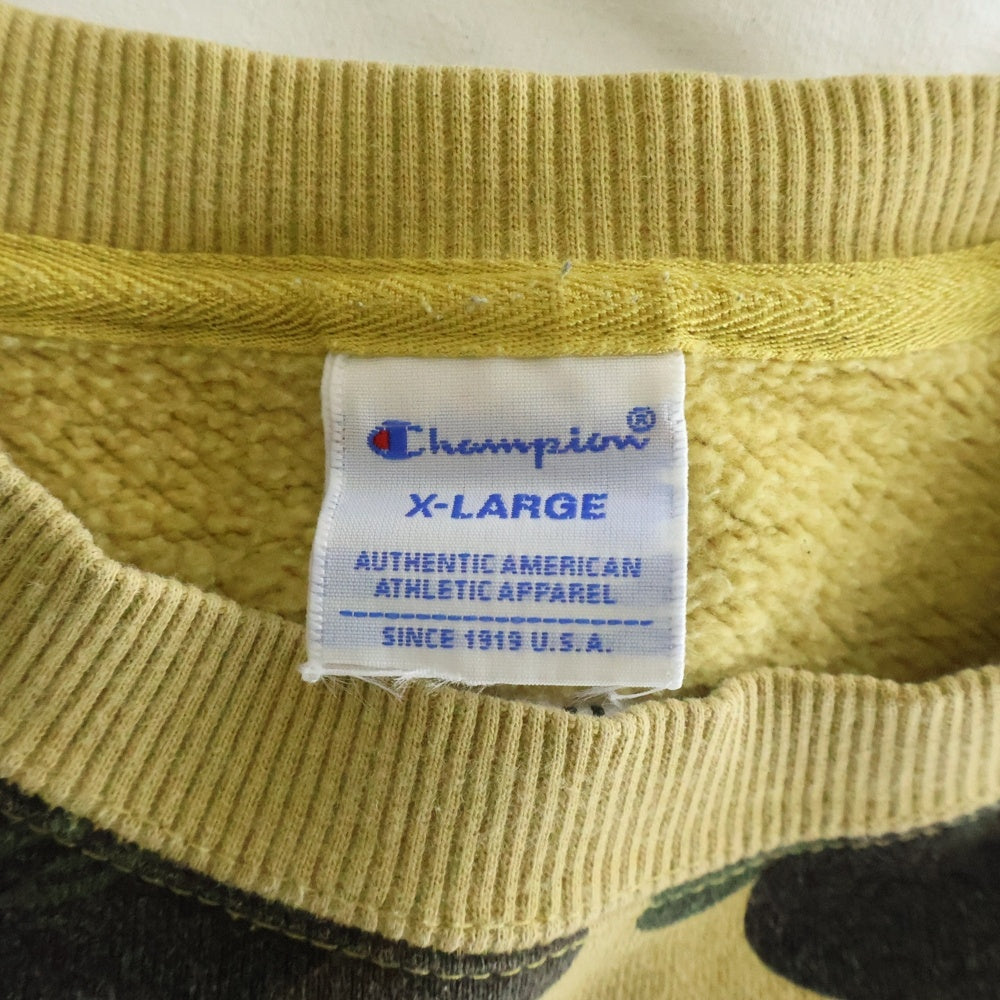 Champion®
X-LARGE
AUTHENTIC AMERICAN
ATHLETIC APPAREL
SINCE 1919 U.S.A.